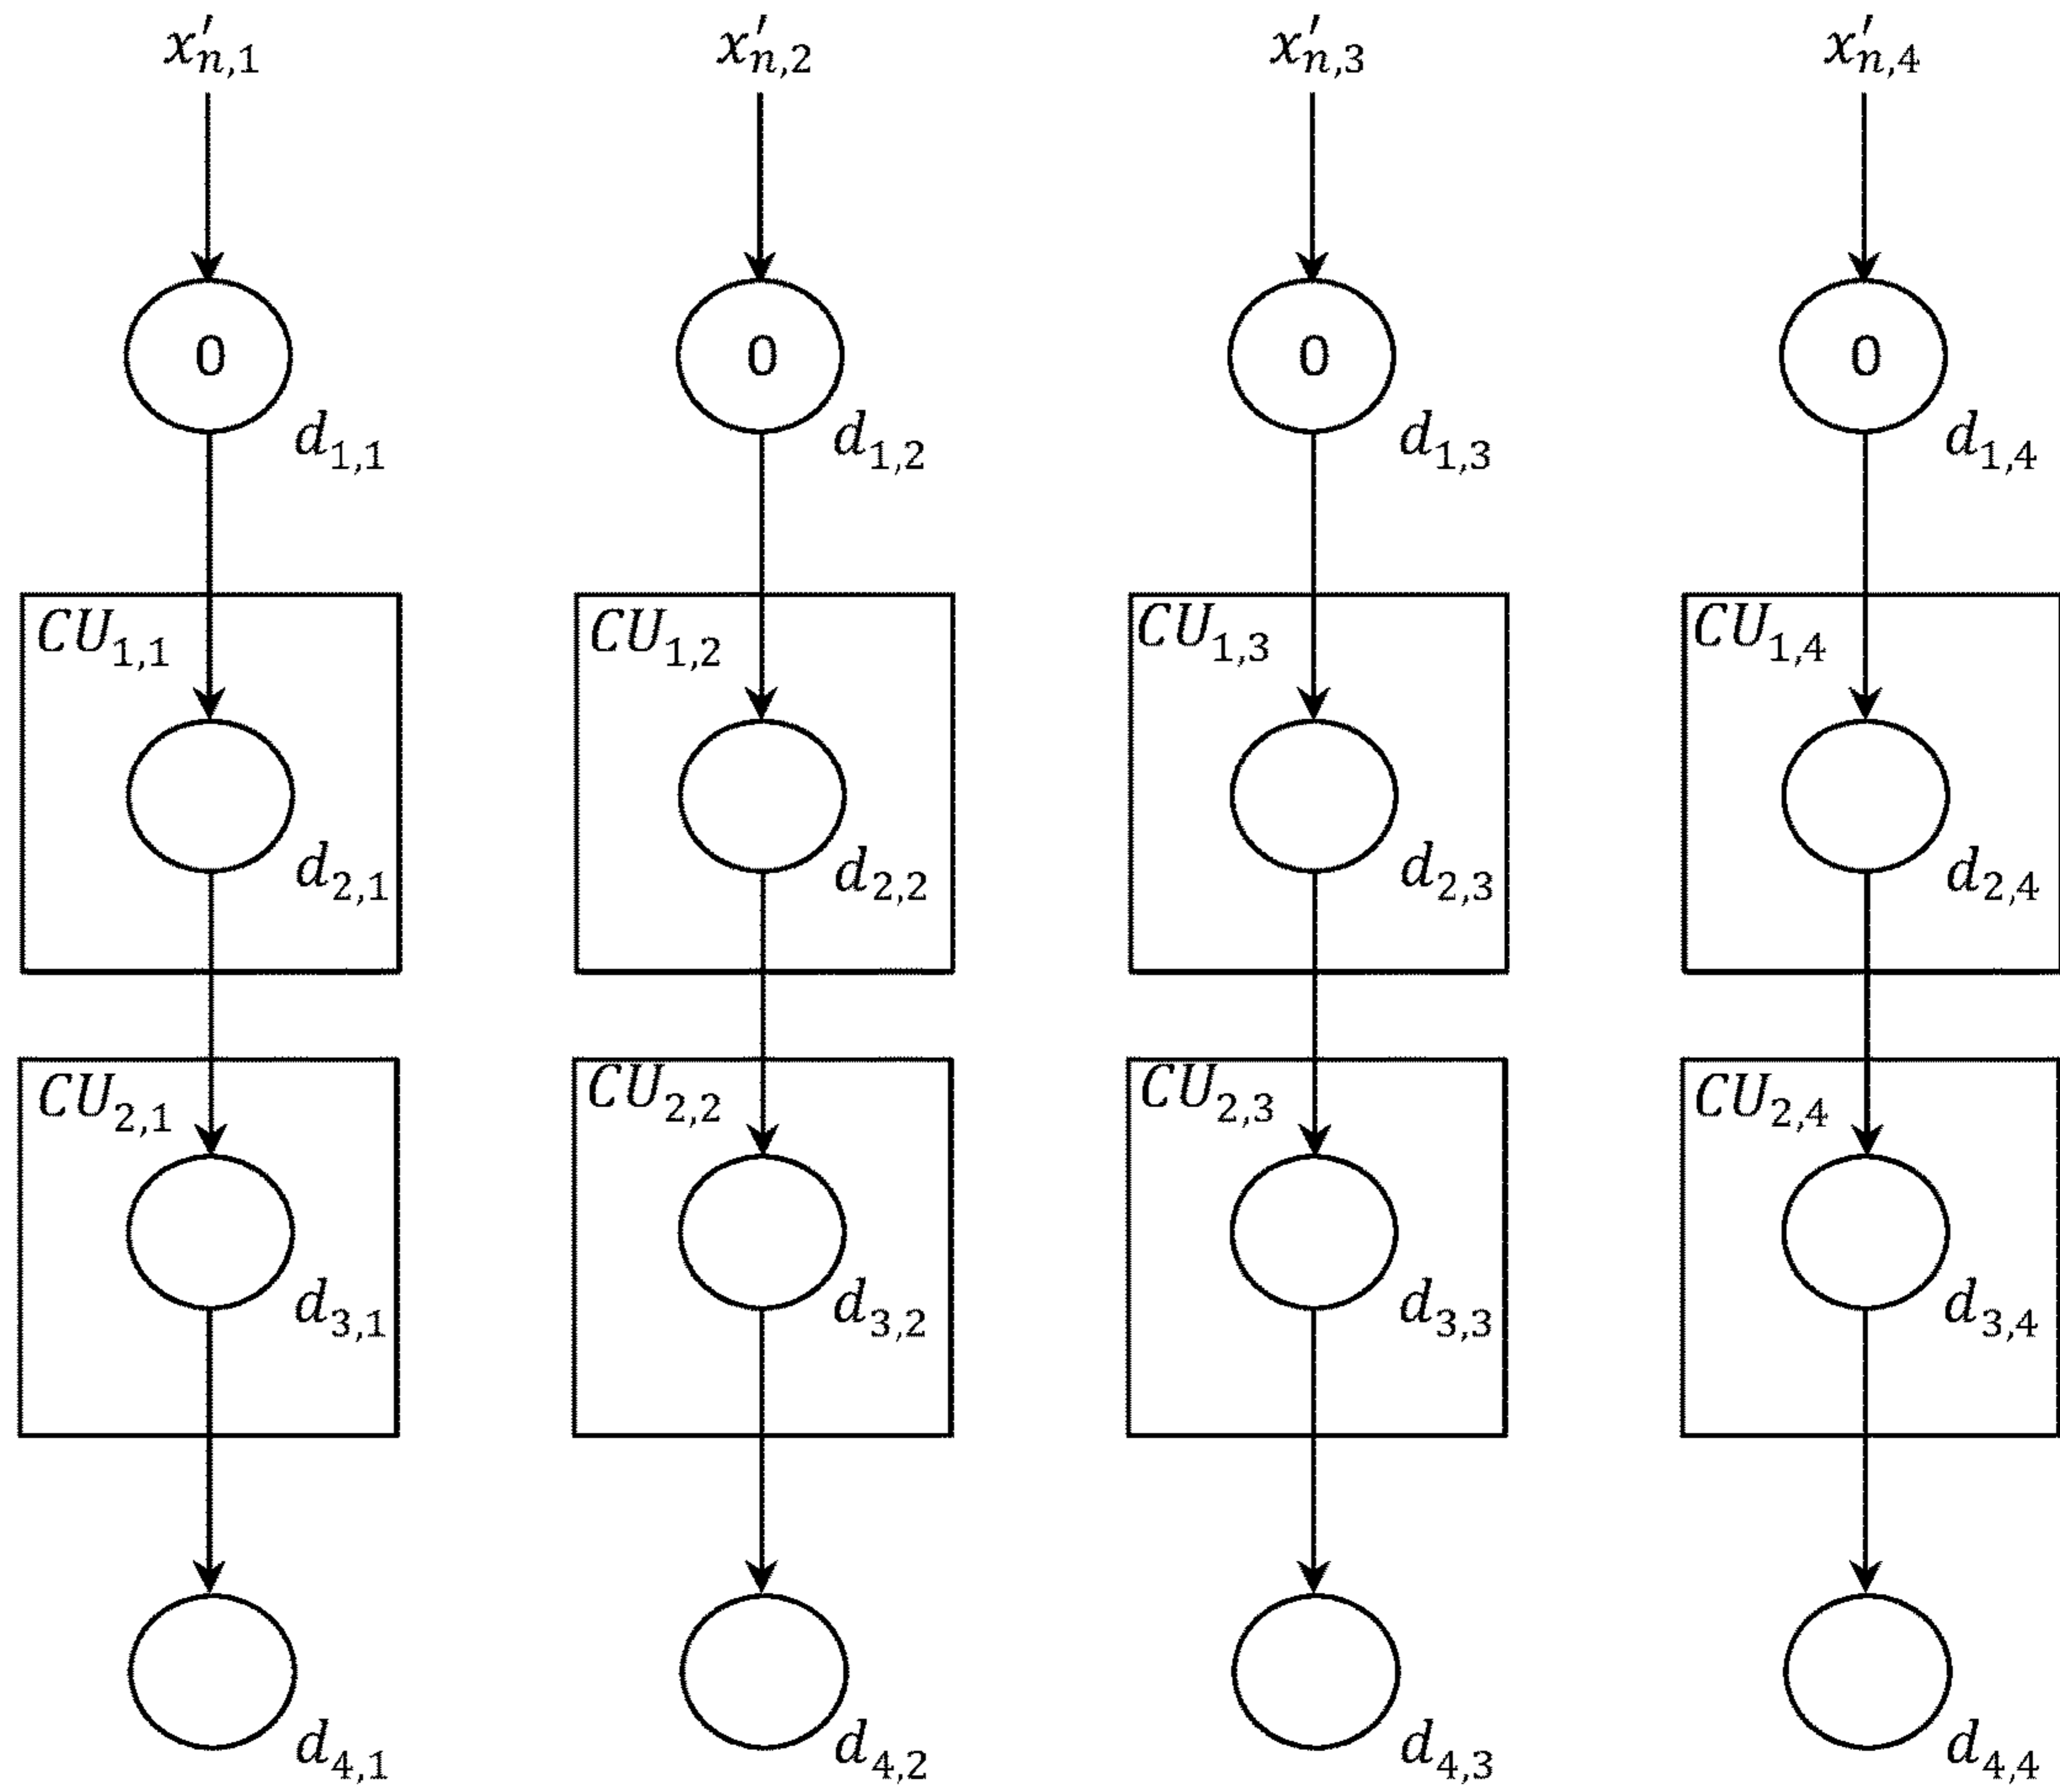 x′n,1 x′n,2 x′n,3 x′n,4
0 0 0 0
d1,1 d1,2 d1,3 d1,4
CU1,1 CU1,2 CU1,3 CU1,4
d2,1 d2,2 d2,3 d2,4
CU2,1 CU2,2 CU2,3 CU2,4
d3,1 d3,2 d3,3 d3,4
d4,1 d4,2 d4,3 d4,4